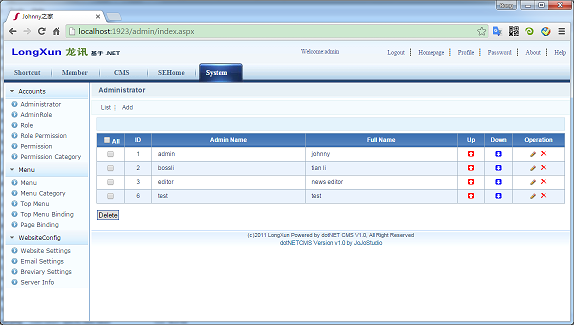 Johnny之家
localhost:1923/admin/index.aspx
LongXun 龙讯 基于 .NET
Welcome:admin
Logout | Homepage | Profile | Password | About | Help
Shortcut | Member | CMS | SEHome | System
Accounts
Administrator
AdminRole
Role
Role Permission
Permission
Permission Category
Menu
Menu
Menu Category
Top Menu
Top Menu Binding
Page Binding
WebsiteConfig
Website Settings
Email Settings
Breviary Settings
Server Info
Administrator
List | Add
All ID Admin Name Full Name Up Down Operation
1 admin johnny
2 bossli tian li
3 editor news editor
6 test test
Delete
(c)2011 LongXun Powered by dotNET CMS V1.0, All Right Reserved
dotNETCMS Version v1.0 by JoJoStudio